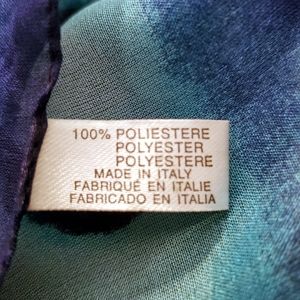 100% POLIESTERE
POLYESTER
POLYESTERE
MADE IN ITALY
FABRIQUÉ EN ITALIE
FABRICADO EN ITALIA